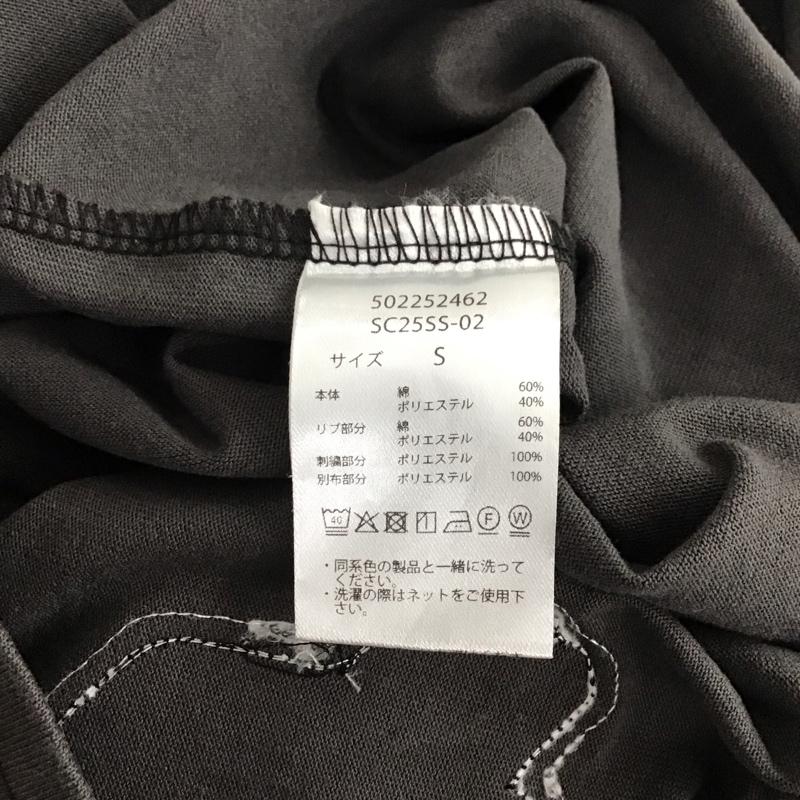 502252462
SC25SS-02
サイズ S
本体 綿 60%
ポリエステル 40%
リブ部分 綿 60%
ポリエステル 40%
刺繍部分 ポリエステル 100%
別布部分 ポリエステル 100%
40 F W
・同系色の製品と一緒に洗って
ください。
・洗濯の際はネットをご使用下
さい。